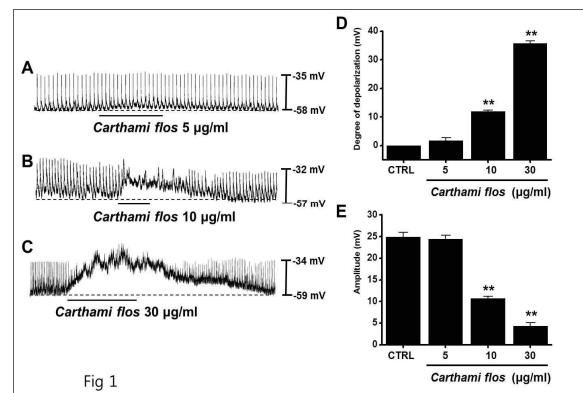 A
-35 mV
-58 mV
Carthami flos 5 μg/ml
B
-32 mV
-57 mV
Carthami flos 10 μg/ml
C
-34 mV
-59 mV
Carthami flos 30 μg/ml
Fig 1
D
Degree of depolarization (mV)
40
30
20
10
0
**
**
CTRL 5 10 30
Carthami flos (μg/ml)
E
Amplitude (mV)
30
25
20
15
10
5
0
**
**
CTRL 5 10 30
Carthami flos (μg/ml)